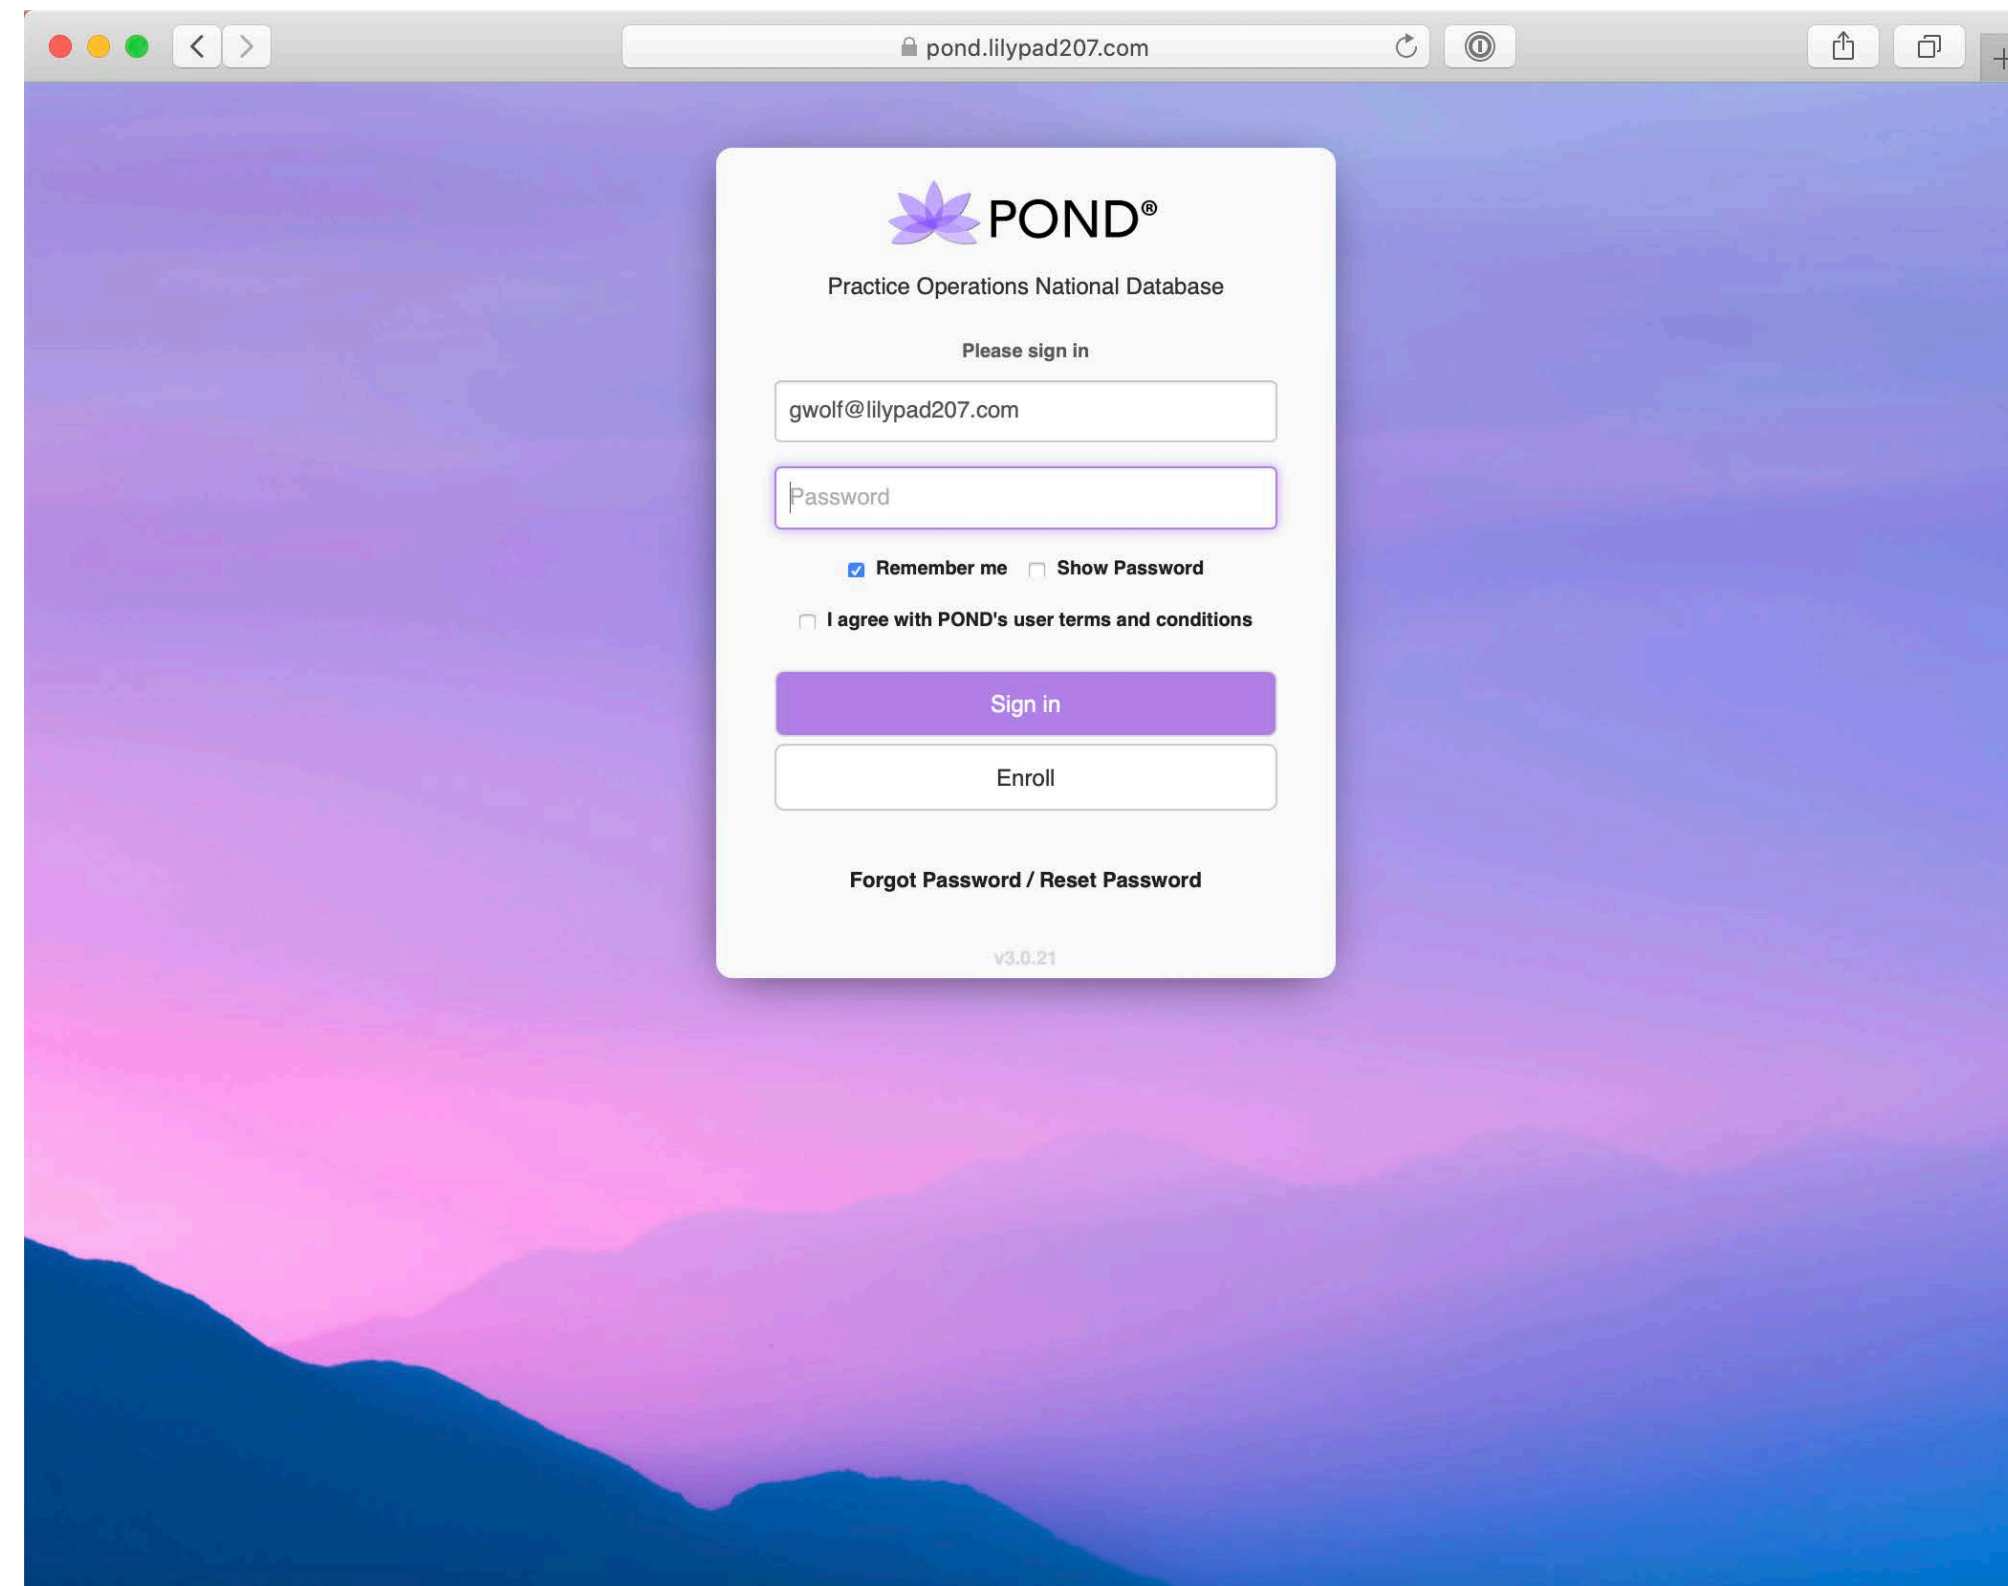 pond.lilypad207.com
POND®
Practice Operations National Database
Please sign in
gwolf@lilypad207.com
Password
Remember me Show Password
I agree with POND's user terms and conditions
Sign in
Enroll
Forgot Password / Reset Password
v3.0.21